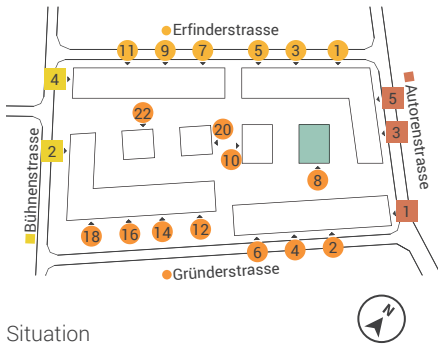 Erfinderstrasse
11 9 7 5 3 1
4
5
22
20
3
2
10
8
Autorenstrasse
Bühnenstrasse
1
18 16 14 12
6 4 2
Gründerstrasse
Situation
N